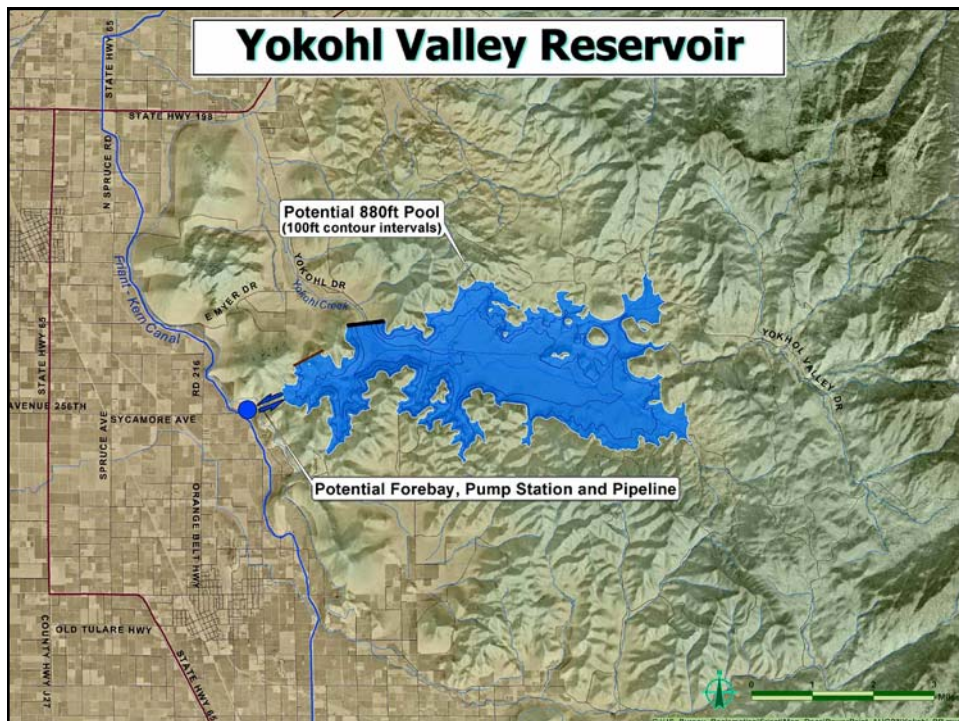 Yokohl Valley Reservoir
STATE HWY 65
STATE HWY 198
N SPRUCE RD
Potential 880ft Pool
(100ft contour intervals)
YOKOHL DR
Yokohl Creek
E MYER DR
Friant - Kern Canal
STATE HWY 65
RD 216
YOKHOL VALLEY DR
AVENUE 256TH
SYCAMORE AVE
SPRUCE AVE
Potential Forebay, Pump Station and Pipeline
ORANGE BELT HWY
OLD TULARE HWY
COUNTY HWY J27
STATE HWY 65
0 1 2 3